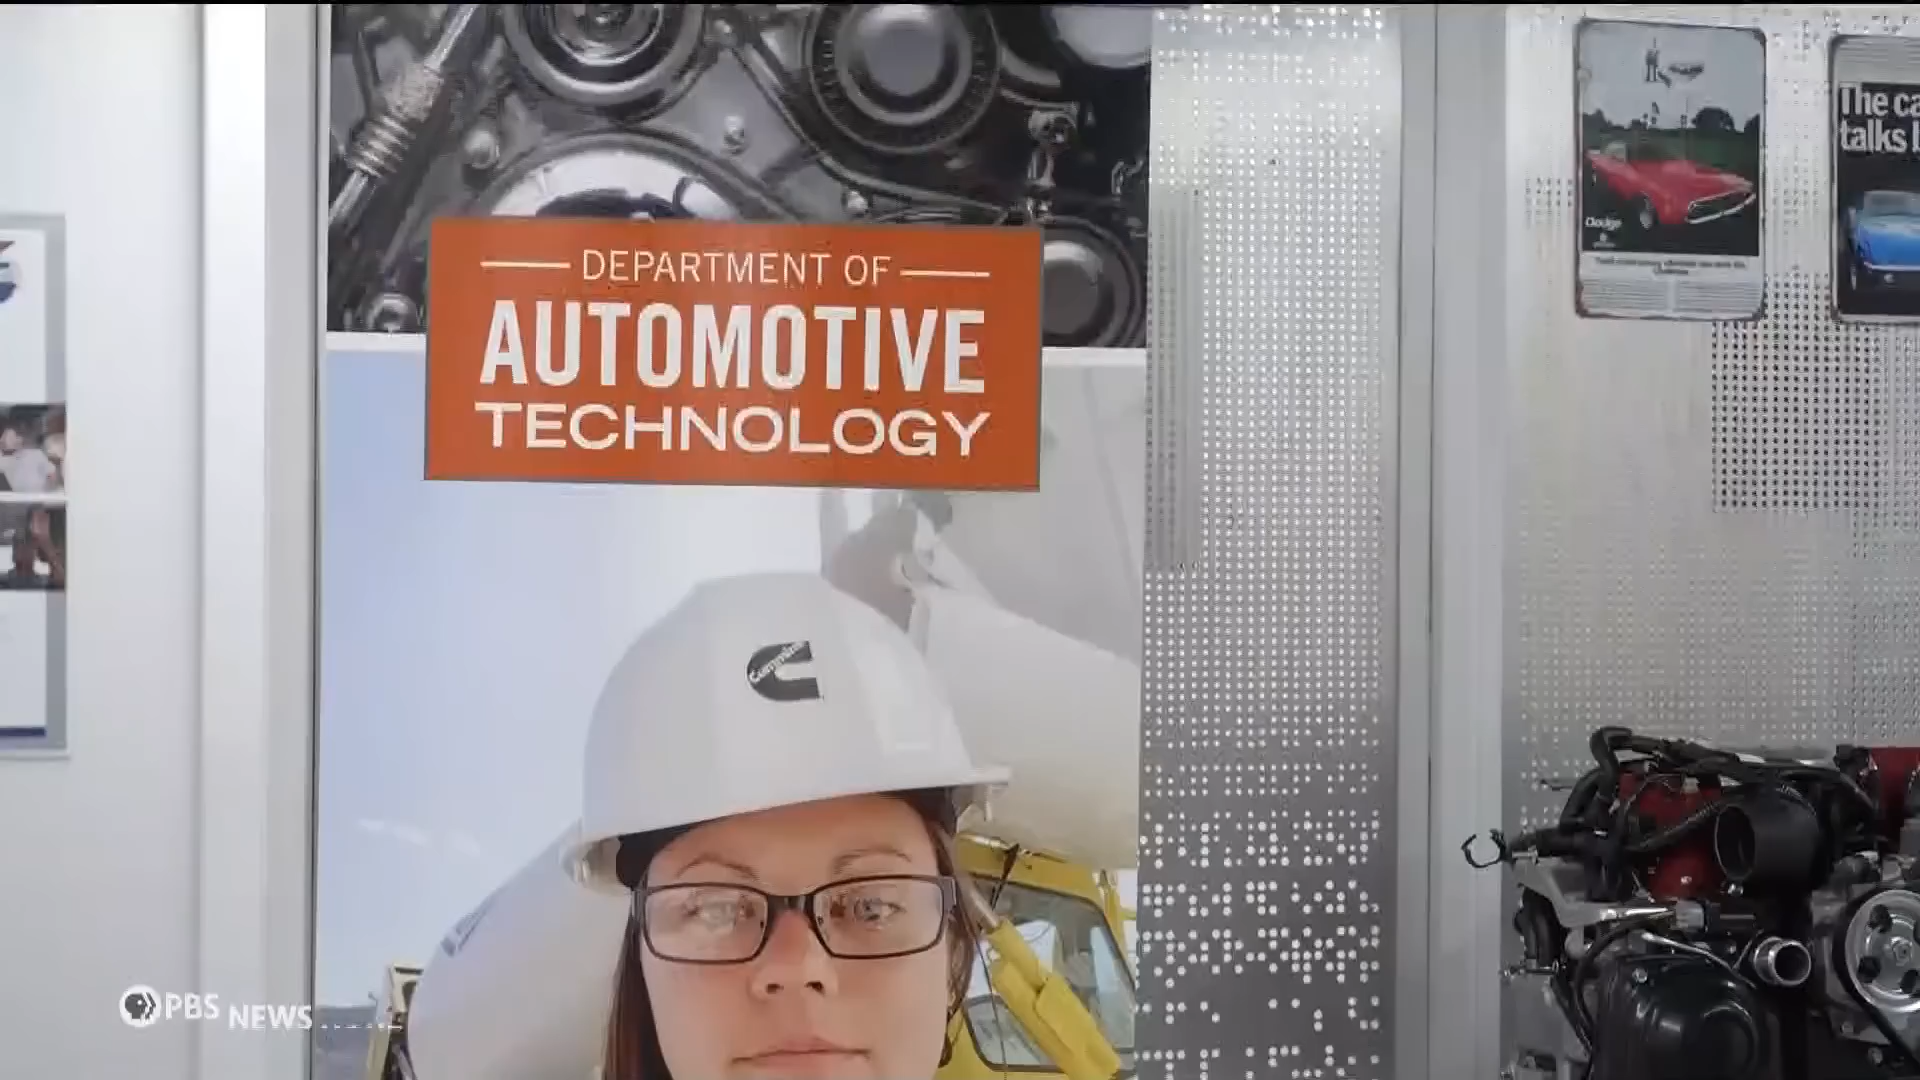 DEPARTMENT OF
AUTOMOTIVE
TECHNOLOGY
Cummins
The ca
talks b
Dodge
PBS NEWS